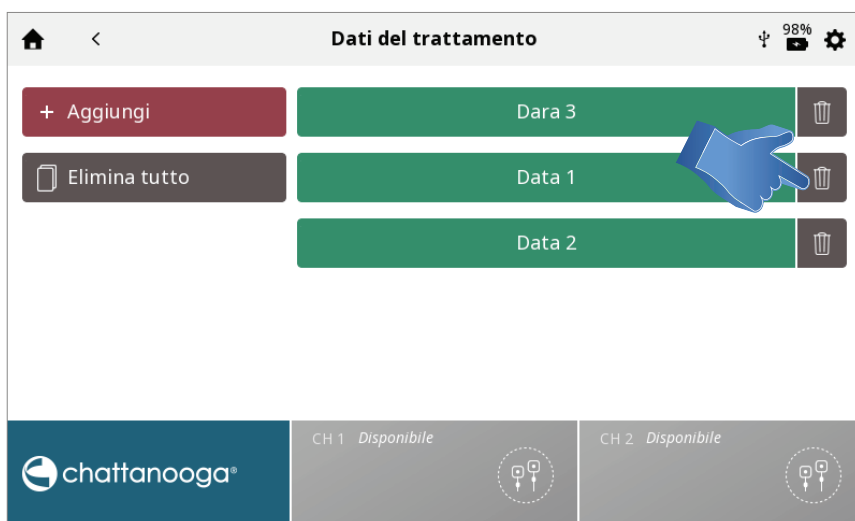 Dati del trattamento
98%
+ Aggiungi
Dara 3
Elimina tutto
Data 1
Data 2
chattanooga®
CH 1 Disponibile
CH 2 Disponibile